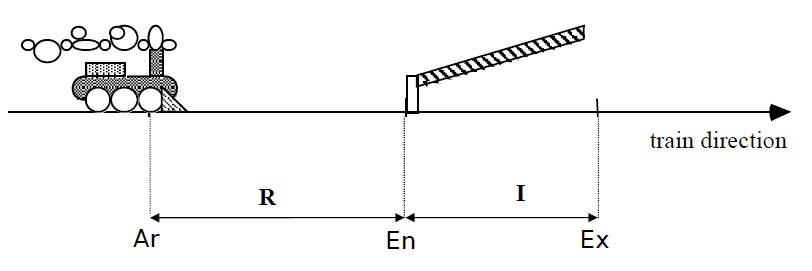 train direction
R
I
Ar
En
Ex